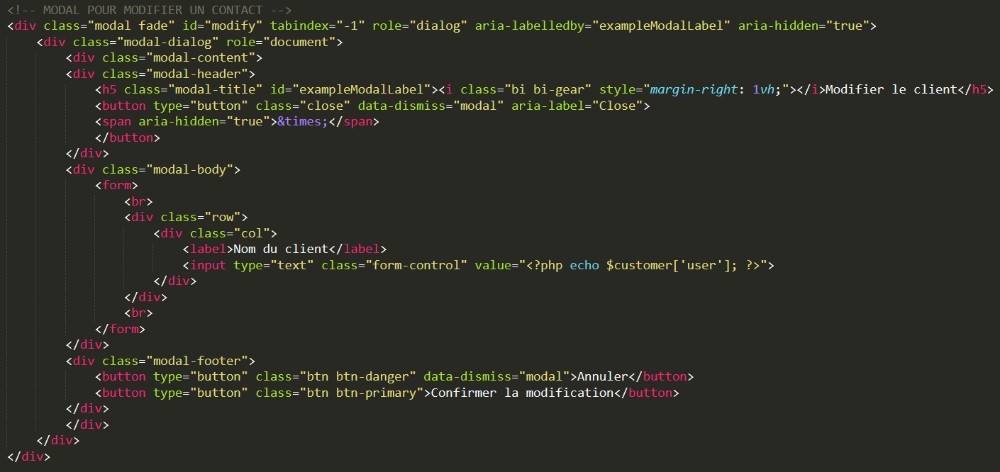 <!-- MODAL POUR MODIFIER UN CONTACT -->
<div class="modal fade" id="modify" tabindex="-1" role="dialog" aria-labelledby="exampleModalLabel" aria-hidden="true">
    <div class="modal-dialog" role="document">
        <div class="modal-content">
        <div class="modal-header">
            <h5 class="modal-title" id="exampleModalLabel"><i class="bi bi-gear" style="margin-right: 1vh;"></i>Modifier le client</h5>
            <button type="button" class="close" data-dismiss="modal" aria-label="Close">
            <span aria-hidden="true">&times;</span>
            </button>
        </div>
        <div class="modal-body">
            <form>
                <br>
                <div class="row">
                    <div class="col">
                        <label>Nom du client</label>
                        <input type="text" class="form-control" value="<?php echo $customer['user']; ?>">
                    </div>
                </div>
                <br>
            </form>
        </div>
        <div class="modal-footer">
            <button type="button" class="btn btn-danger" data-dismiss="modal">Annuler</button>
            <button type="button" class="btn btn-primary">Confirmer la modification</button>
        </div>
        </div>
    </div>
</div>